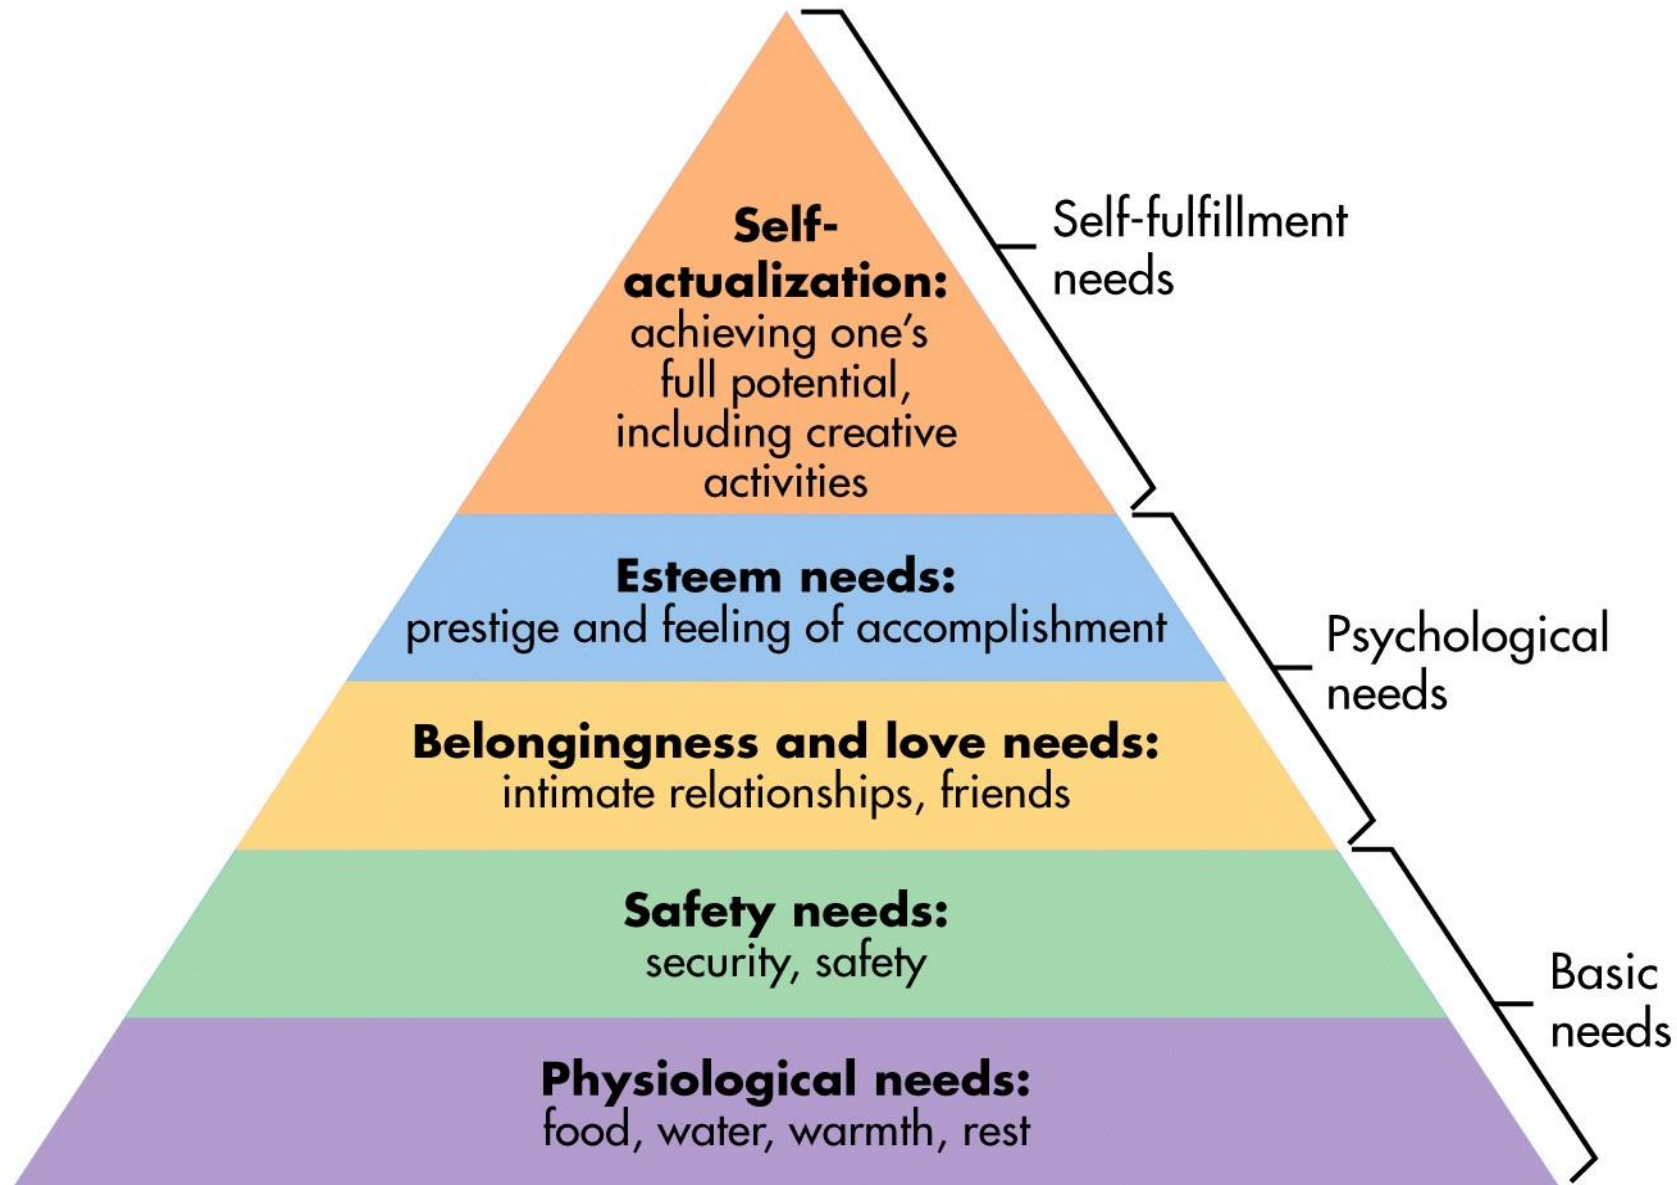 Self-
actualization:
achieving one's
full potential,
including creative
activities
Self-fulfillment
needs
Esteem needs:
prestige and feeling of accomplishment
Psychological
needs
Belongingness and love needs:
intimate relationships, friends
Safety needs:
security, safety
Basic
needs
Physiological needs:
food, water, warmth, rest